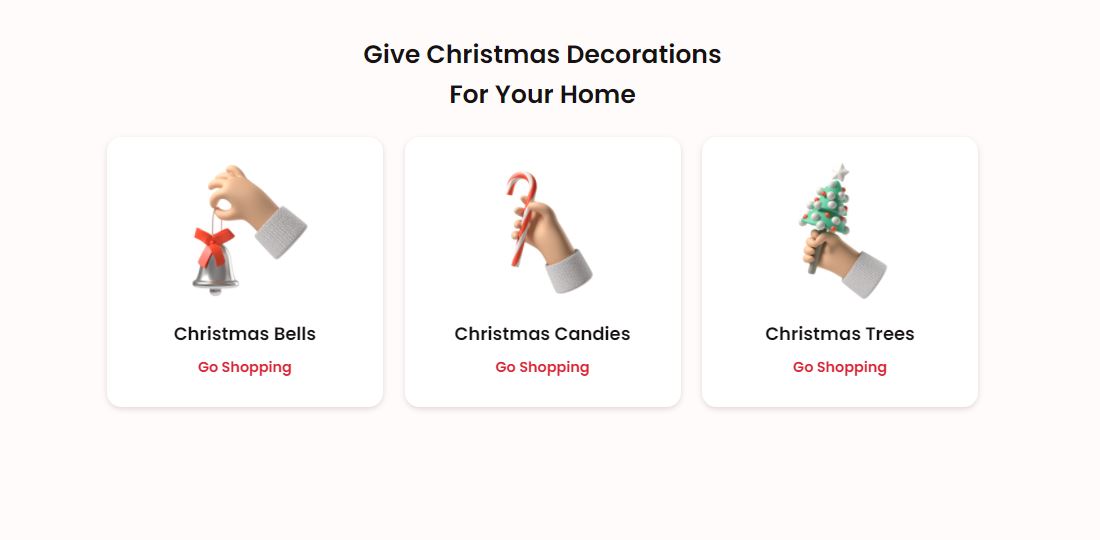 Give Christmas Decorations
For Your Home
Christmas Bells
Christmas Candies
Christmas Trees
Go Shopping
Go Shopping
Go Shopping